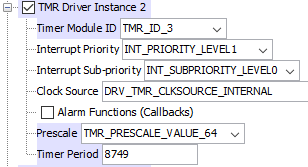 TMR Driver Instance 2
Timer Module ID TMR_ID_3
Interrupt Priority INT_PRIORITY_LEVEL1
Interrupt Sub-priority INT_SUBPRIORITY_LEVEL0
Clock Source DRV_TMR_CLKSOURCE_INTERNAL
Alarm Functions (Callbacks)
Prescale TMR_PRESCALE_VALUE_64
Timer Period 8749